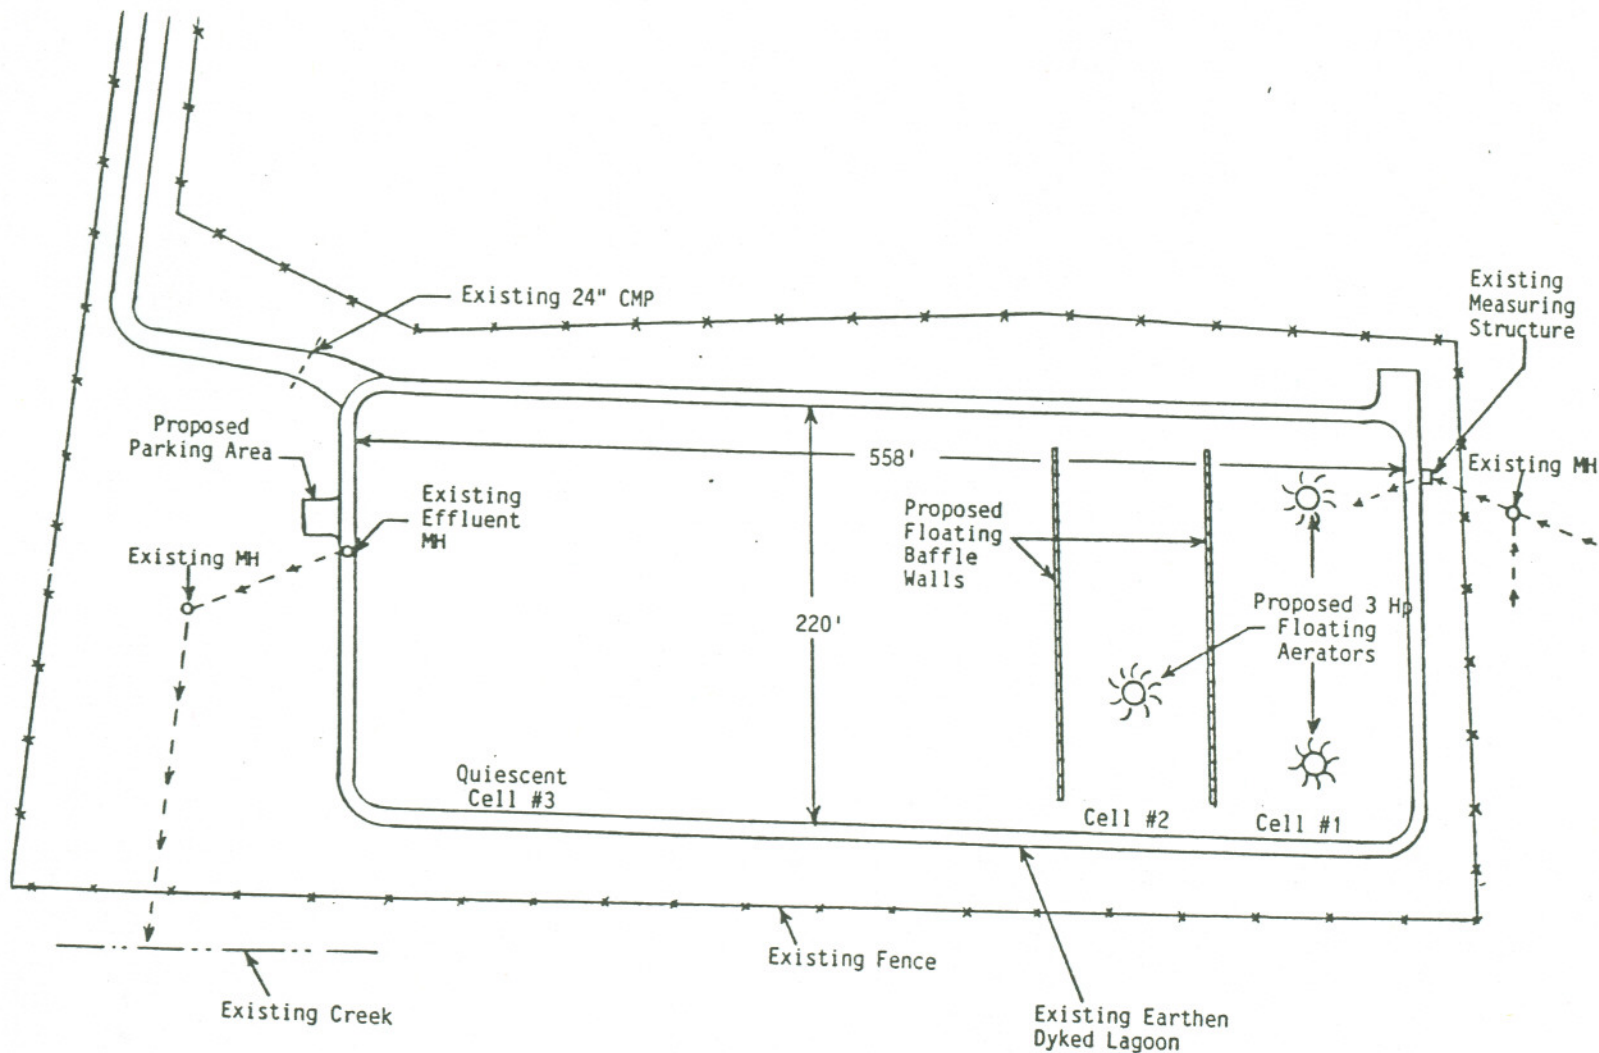 Existing 24" CMP
Existing
Measuring
Structure
Proposed
Parking Area
558'
Existing MH
Existing
Effluent
MH
Proposed
Floating
Baffle
Walls
Existing MH
220'
Proposed 3 Hp
Floating
Aerators
Quiescent
Cell #3
Cell #2
Cell #1
Existing Fence
Existing Creek
Existing Earthen
Dyked Lagoon